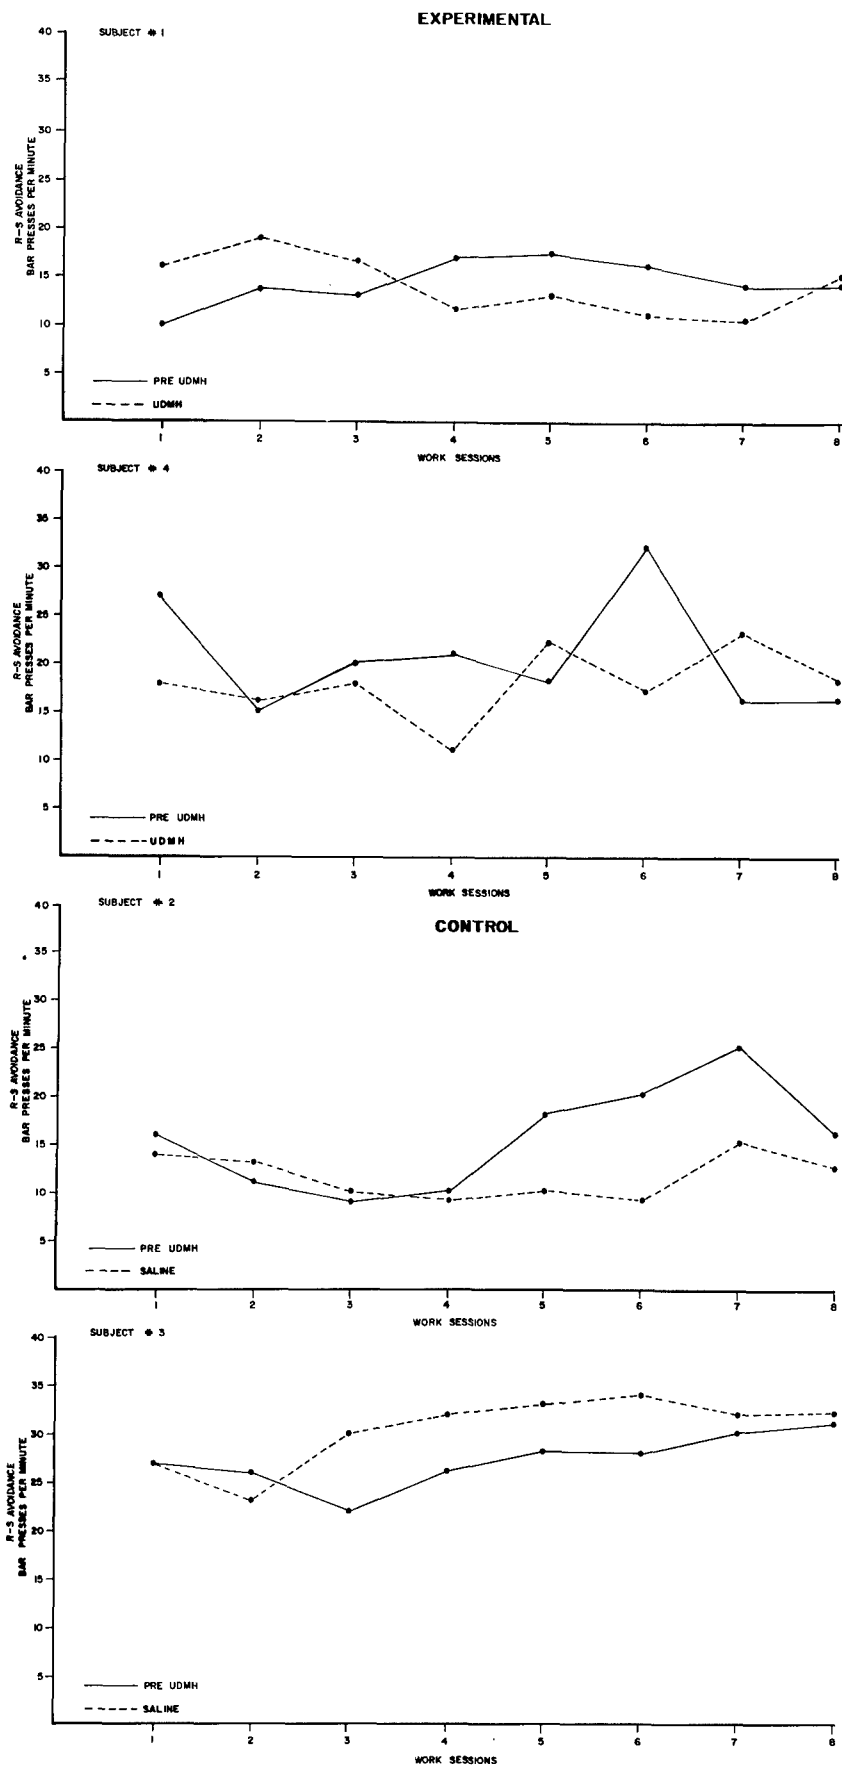 EXPERIMENTAL
SUBJECT # 1
R-S AVOIDANCE
BAR PRESSES PER MINUTE
40
35
30
25
20
15
10
5
PRE UDMH
UDMH
1 2 3 4 5 6 7 8
WORK SESSIONS
SUBJECT # 4
R-S AVOIDANCE
BAR PRESSES PER MINUTE
40
35
30
25
20
15
10
5
PRE UDMH
UDMH
1 2 3 4 5 6 7 8
WORK SESSIONS
SUBJECT # 2
CONTROL
R-S AVOIDANCE
BAR PRESSES PER MINUTE
40
35
30
25
20
15
10
5
PRE UDMH
SALINE
1 2 3 4 5 6 7 8
WORK SESSIONS
SUBJECT # 3
R-S AVOIDANCE
BAR PRESSES PER MINUTE
40
35
30
25
20
15
10
5
PRE UDMH
SALINE
1 2 3 4 5 6 7 8
WORK SESSIONS